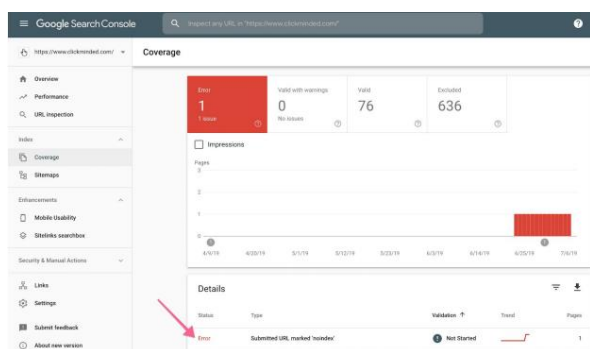 Google Search Console
Inspect any URL in "https://www.clickminded.com/"
https://www.clickminded.com/
Coverage
Overview
Performance
URL inspection
Index
Coverage
Sitemaps
Enhancements
Mobile Usability
Sitelinks searchbox
Security & Manual Actions
Links
Settings
Submit feedback
About new version
Error
1
1 issue
Valid with warnings
0
No issues
Valid
76
Excluded
636
Impressions
Pages
3
2
1
0
4/9/19 4/20/19 5/1/19 5/12/19 5/23/19 6/3/19 6/14/19 6/25/19 7/6/19
Details
Status Type Validation Trend Pages
Error Submitted URL marked 'noindex' Not Started 1